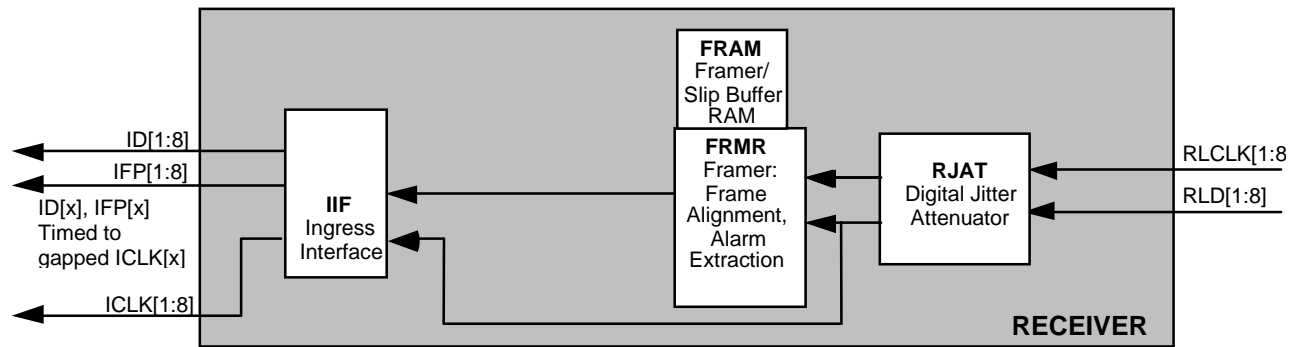 FRAM
Framer/
Slip Buffer
RAM
ID[1:8]
IFP[1:8]
ID[x], IFP[x]
Timed to
gapped ICLK[x]
ICLK[1:8]
IIF
Ingress
Interface
FRMR
Framer:
Frame
Alignment,
Alarm
Extraction
RJAT
Digital Jitter
Attenuator
RLCLK[1:8
RLD[1:8]
RECEIVER